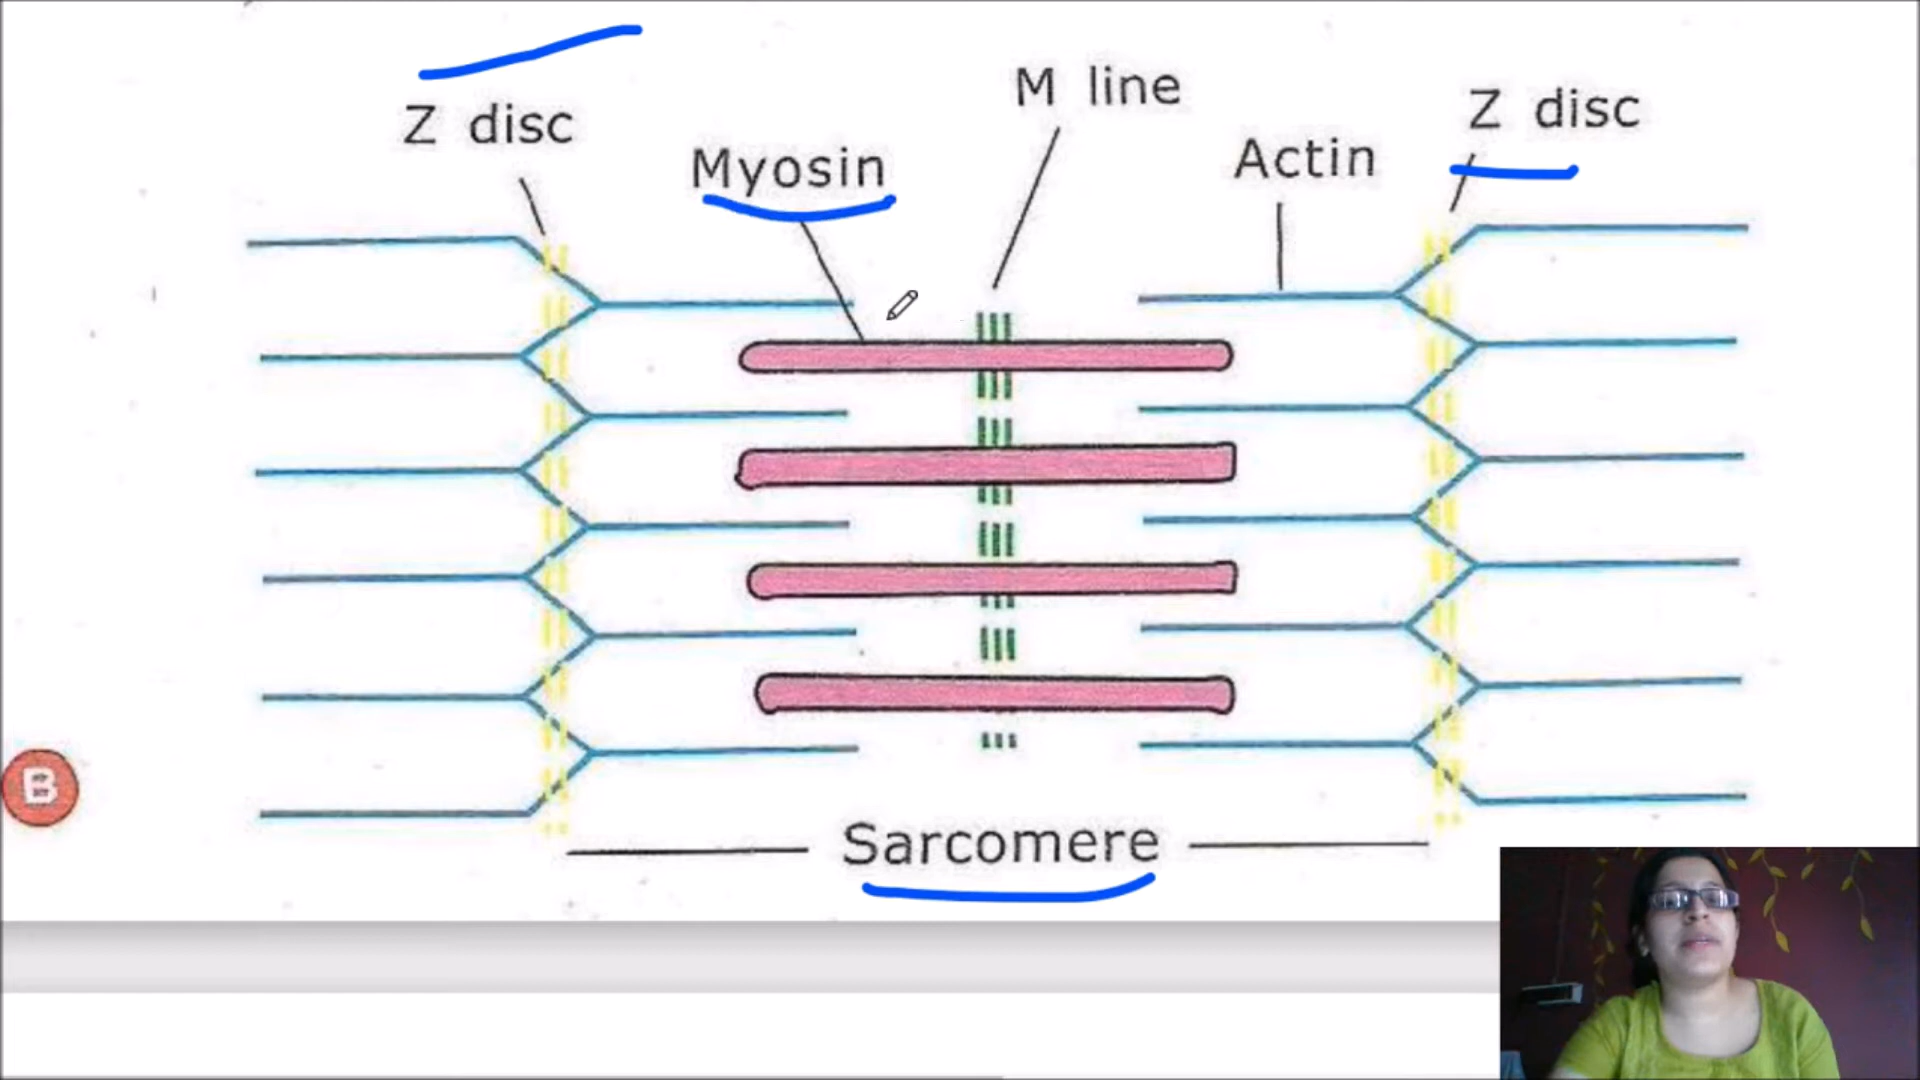 M line
Z disc
Z disc
Myosin
Actin
B
Sarcomere